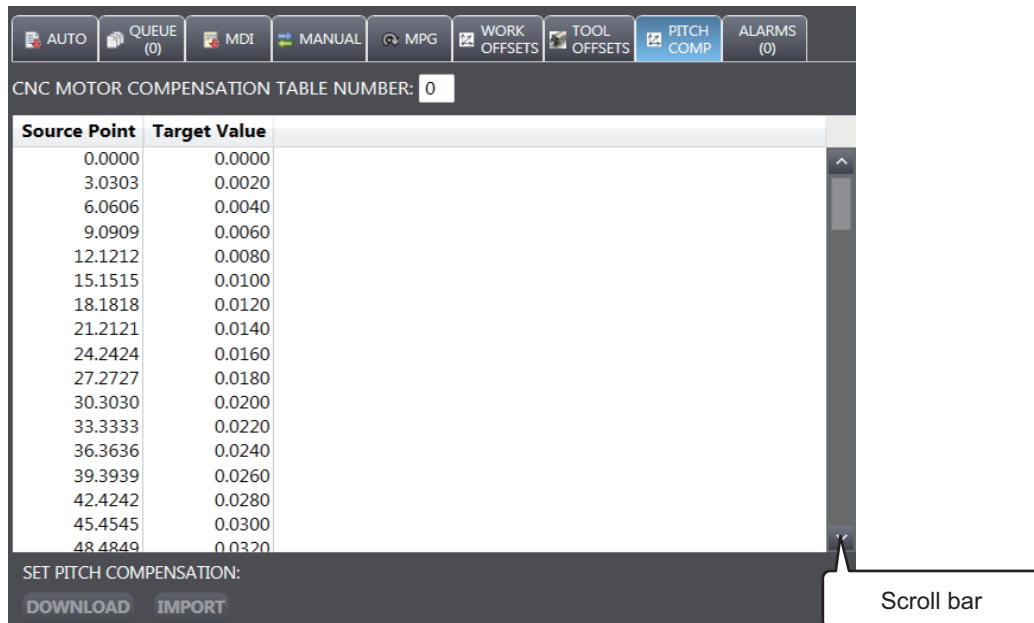 AUTO
QUEUE
(0)
MDI
MANUAL
MPG
WORK
OFFSETS
TOOL
OFFSETS
PITCH
COMP
ALARMS
(0)
CNC MOTOR COMPENSATION TABLE NUMBER: 0
Source Point Target Value
0.0000 0.0000
3.0303 0.0020
6.0606 0.0040
9.0909 0.0060
12.1212 0.0080
15.1515 0.0100
18.1818 0.0120
21.2121 0.0140
24.2424 0.0160
27.2727 0.0180
30.3030 0.0200
33.3333 0.0220
36.3636 0.0240
39.3939 0.0260
42.4242 0.0280
45.4545 0.0300
48.4849 0.0320
SET PITCH COMPENSATION:
DOWNLOAD IMPORT
Scroll bar